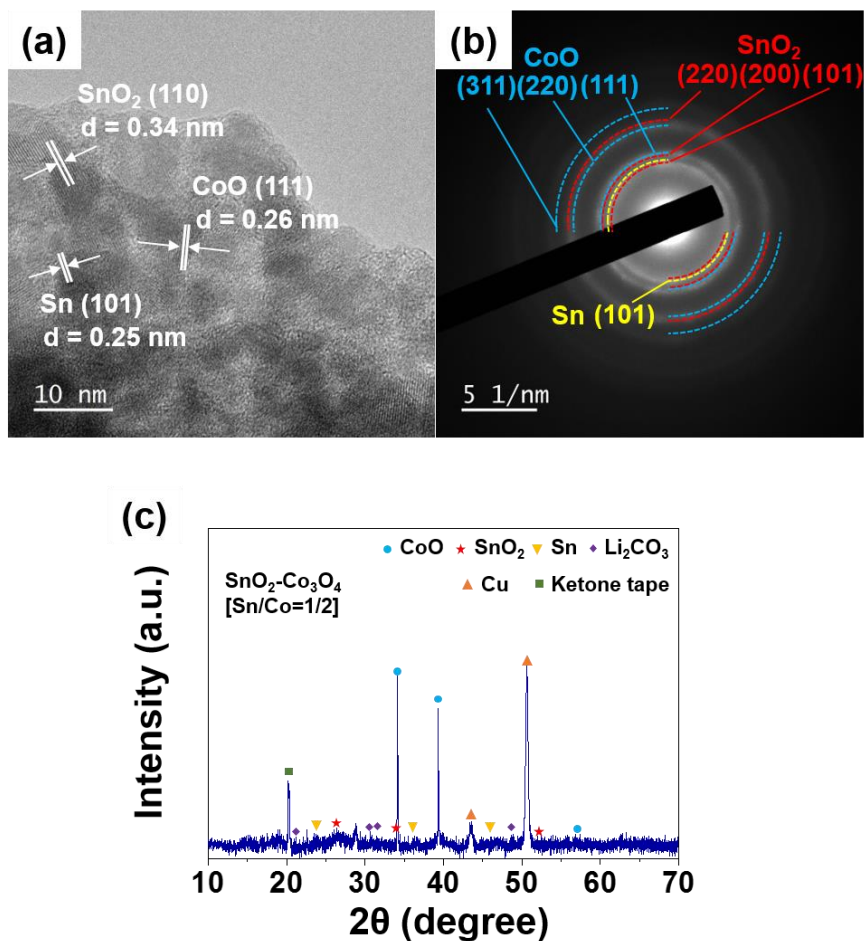 (a)
SnO₂ (110)
d = 0.34 nm
CoO (111)
d = 0.26 nm
Sn (101)
d = 0.25 nm
10 nm
(b)
CoO
(311)(220)(111)
SnO₂
(220)(200)(101)
Sn (101)
5 1/nm
(c)
Intensity (a.u.)
SnO₂-Co₃O₄
[Sn/Co=1/2]
CoO SnO₂ Sn Li₂CO₃
Cu Ketone tape
10 20 30 40 50 60 70
2θ (degree)